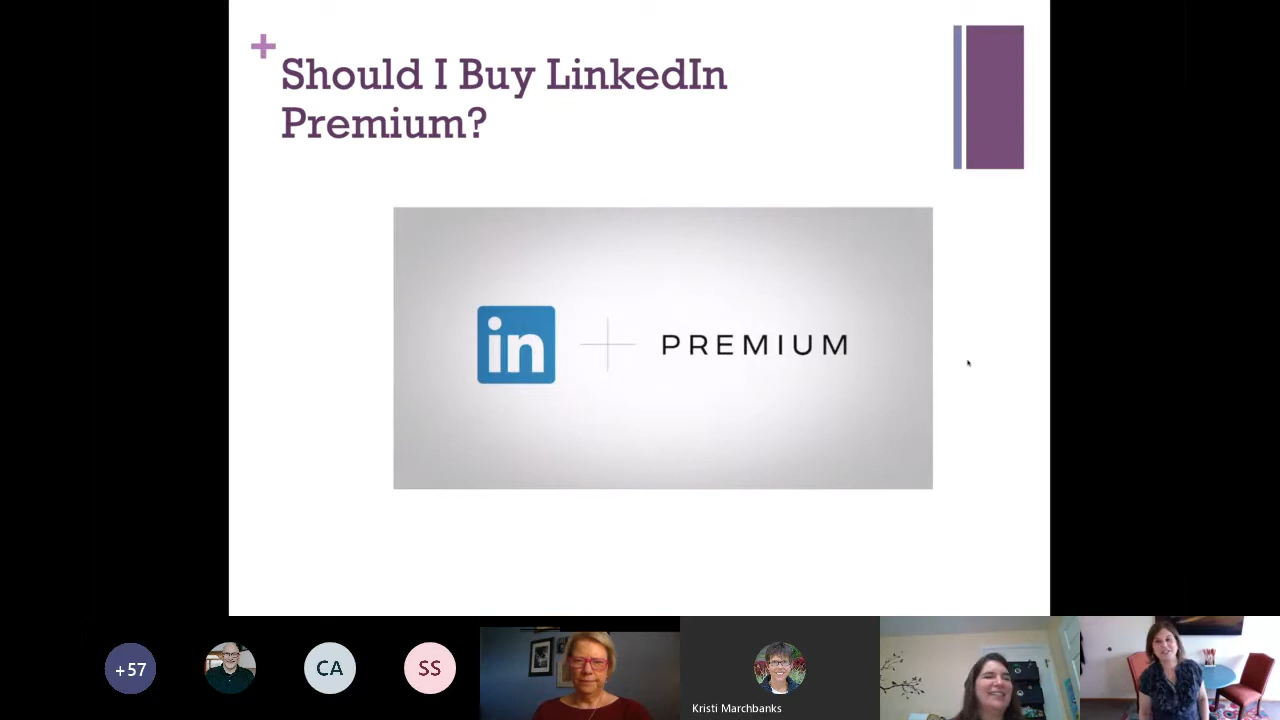 Should I Buy LinkedIn
Premium?
in
PREMIUM
+57
CA
SS
Kristi Marchbanks